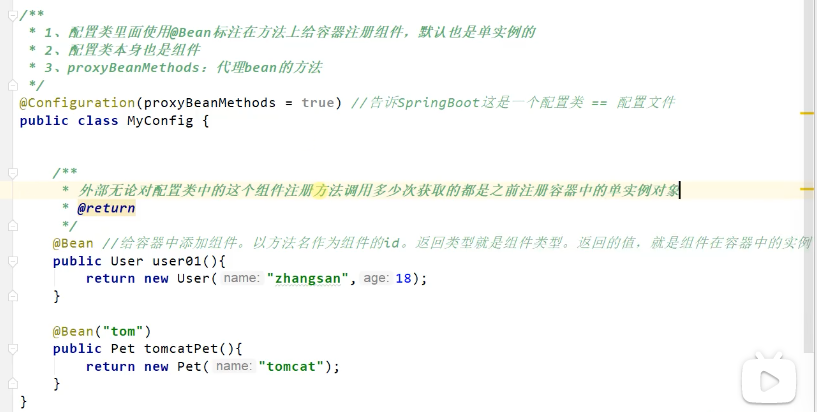 /**
 * 1、配置类里面使用@Bean标注在方法上给容器注册组件，默认也是单实例的
 * 2、配置类本身也是组件
 * 3、proxyBeanMethods：代理bean的方法
 */
@Configuration(proxyBeanMethods = true) //告诉SpringBoot这是一个配置类 == 配置文件
public class MyConfig {
    /**
     * 外部无论对配置类中的这个组件注册方法调用多少次获取的都是之前注册容器中的单实例对象
     * @return
     */
    @Bean //给容器中添加组件。以方法名作为组件的id。返回类型就是组件类型。返回的值，就是组件在容器中的实例
    public User user01(){
        return new User( name: "zhangsan", age: 18);
    }
    @Bean("tom")
    public Pet tomcatPet(){
        return new Pet( name: "tomcat");
    }
}